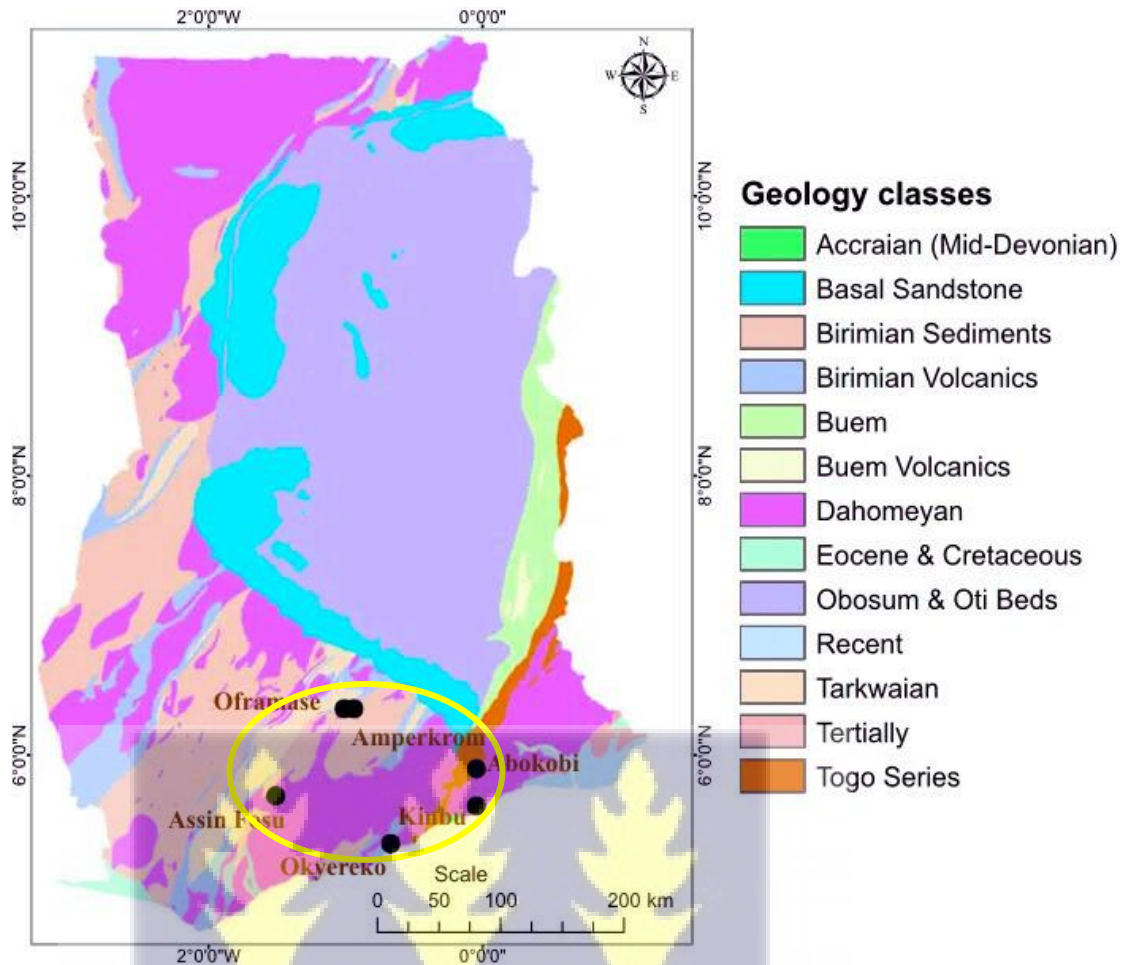 2°0'0"W
0°0'0"
N
W
E
S
10°0'0"N
10°0'0"N
8°0'0"N
8°0'0"N
6°0'0"N
6°0'0"N
Oframase
Amperkrom
Abokobi
Kinbu
Assin Fosu
Okyereko
Scale
0 50 100 200 km
2°0'0"W
0°0'0"
Geology classes
Accraian (Mid-Devonian)
Basal Sandstone
Birimian Sediments
Birimian Volcanics
Buem
Buem Volcanics
Dahomeyan
Eocene & Cretaceous
Obosum & Oti Beds
Recent
Tarkwaian
Tertially
Togo Series